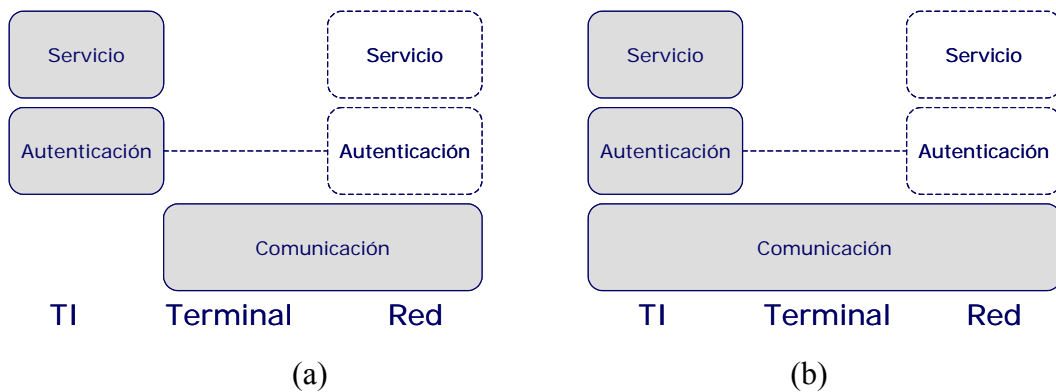 Servicio
Servicio
Autenticación
Autenticación
Comunicación
TI
Terminal
Red
(a)
Servicio
Servicio
Autenticación
Autenticación
Comunicación
TI
Terminal
Red
(b)